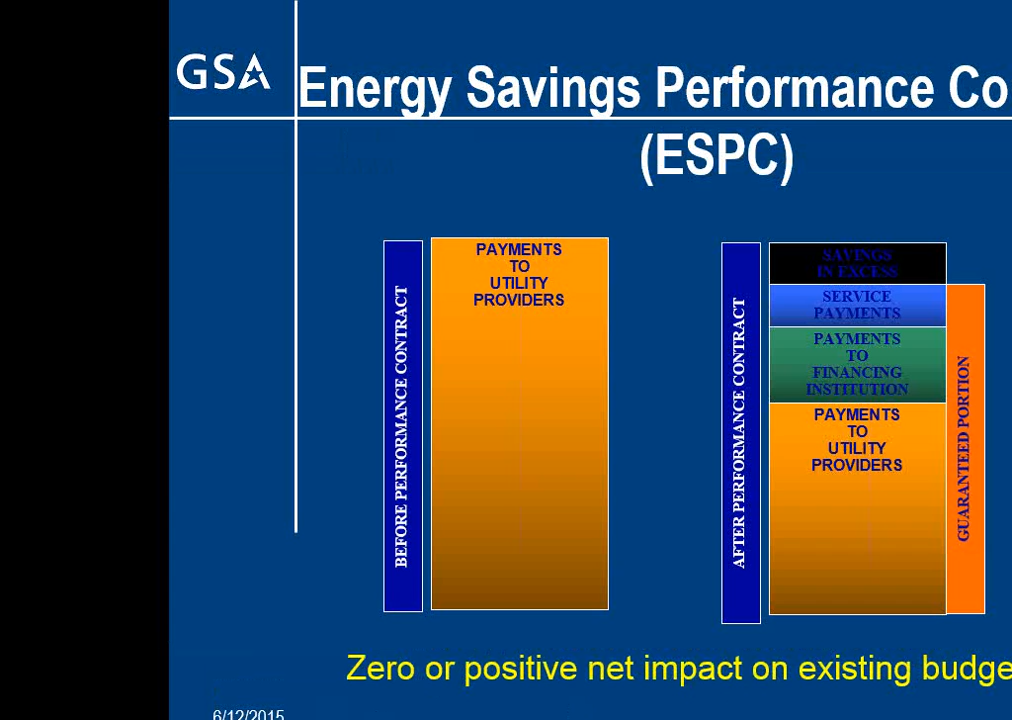 GSA
Energy Savings Performance Co
(ESPC)
BEFORE PERFORMANCE CONTRACT
PAYMENTS
TO
UTILITY
PROVIDERS
AFTER PERFORMANCE CONTRACT
SAVINGS
IN EXCESS
SERVICE
PAYMENTS
PAYMENTS
TO
FINANCING
INSTITUTION
PAYMENTS
TO
UTILITY
PROVIDERS
GUARANTEED PORTION
Zero or positive net impact on existing budge
6/12/2015